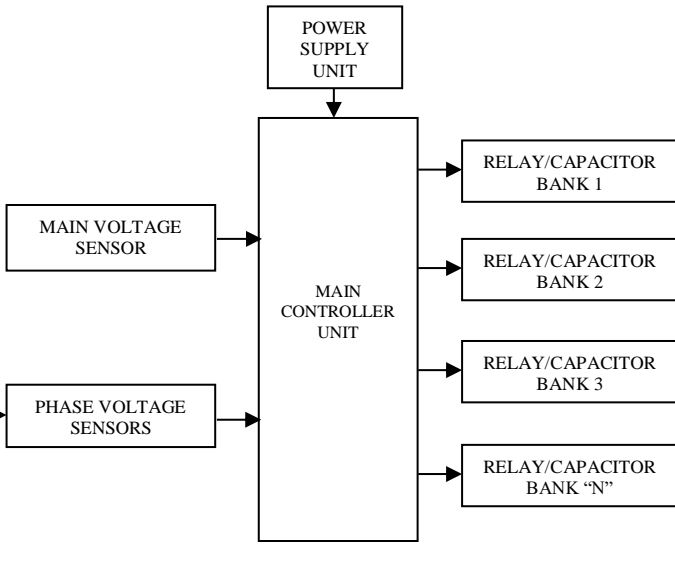 POWER
SUPPLY
UNIT
RELAY/CAPACITOR
BANK 1
MAIN VOLTAGE
SENSOR
RELAY/CAPACITOR
BANK 2
MAIN
CONTROLLER
UNIT
RELAY/CAPACITOR
BANK 3
PHASE VOLTAGE
SENSORS
RELAY/CAPACITOR
BANK “N”